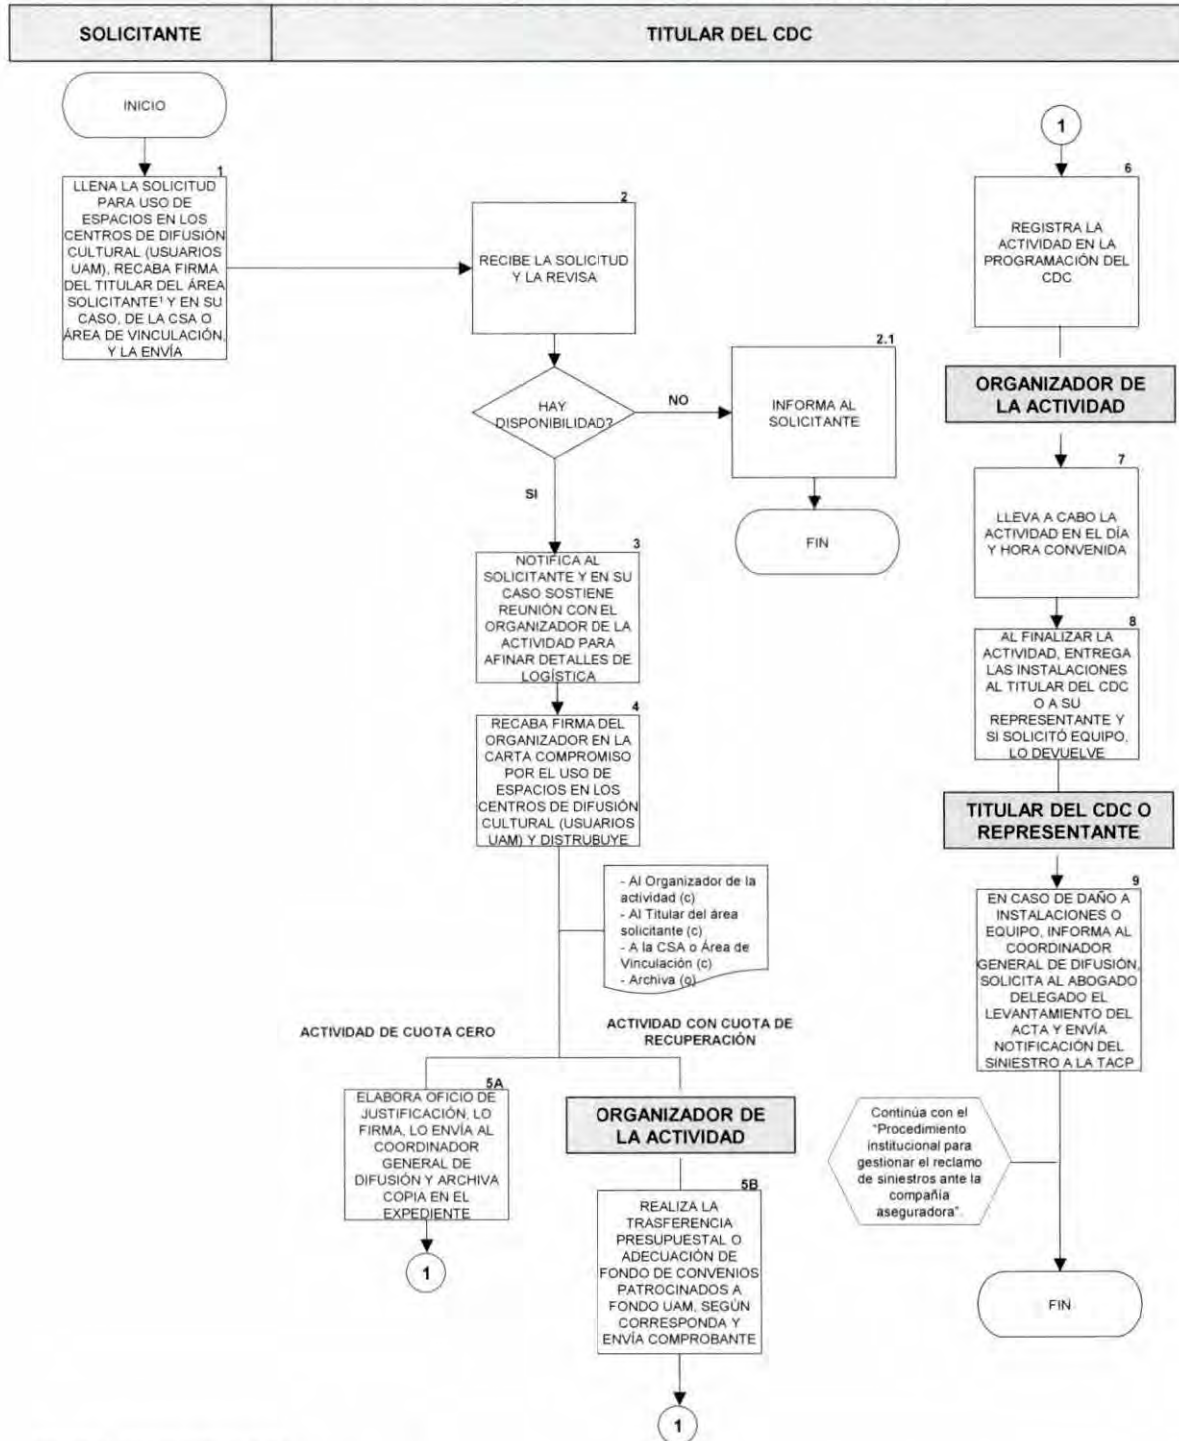 SOLICITANTE
TITULAR DEL CDC
INICIO
1
LLENA LA SOLICITUD
PARA USO DE
ESPACIOS EN LOS
CENTROS DE DIFUSIÓN
CULTURAL (USUARIOS
UAM), RECABA FIRMA
DEL TITULAR DEL ÁREA
SOLICITANTE¹ Y EN SU
CASO, DE LA CSA O
ÁREA DE VINCULACIÓN,
Y LA ENVÍA
2
RECIBE LA SOLICITUD
Y LA REVISA
HAY
DISPONIBILIDAD?
NO
2.1
INFORMA AL
SOLICITANTE
FIN
SI
3
NOTIFICA AL
SOLICITANTE Y EN SU
CASO SOSTIENE
REUNIÓN CON EL
ORGANIZADOR DE LA
ACTIVIDAD PARA
AFINAR DETALLES DE
LOGÍSTICA
4
RECABA FIRMA DEL
ORGANIZADOR EN LA
CARTA COMPROMISO
POR EL USO DE
ESPACIOS EN LOS
CENTROS DE DIFUSIÓN
CULTURAL (USUARIOS
UAM) Y DISTRUBUYE
- Al Organizador de la
actividad (c)
- Al Titular del área
solicitante (c)
- A la CSA o Área de
Vinculación (c)
- Archiva (o)
ACTIVIDAD DE CUOTA CERO
ACTIVIDAD CON CUOTA DE
RECUPERACIÓN
5A
ELABORA OFICIO DE
JUSTIFICACIÓN, LO
FIRMA, LO ENVÍA AL
COORDINADOR
GENERAL DE
DIFUSIÓN Y ARCHIVA
COPIA EN EL
EXPEDIENTE
1
ORGANIZADOR DE
LA ACTIVIDAD
5B
REALIZA LA
TRASFERENCIA
PRESUPUESTAL O
ADECUACIÓN DE
FONDO DE CONVENIOS
PATROCINADOS A
FONDO UAM, SEGÚN
CORRESPONDA Y
ENVÍA COMPROBANTE
1
1
6
REGISTRA LA
ACTIVIDAD EN LA
PROGRAMACIÓN DEL
CDC
ORGANIZADOR DE
LA ACTIVIDAD
7
LLEVA A CABO LA
ACTIVIDAD EN EL DÍA
Y HORA CONVENIDA
8
AL FINALIZAR LA
ACTIVIDAD, ENTREGA
LAS INSTALACIONES
AL TITULAR DEL CDC
O A SU
REPRESENTANTE Y
SI SOLICITÓ EQUIPO,
LO DEVUELVE
TITULAR DEL CDC O
REPRESENTANTE
9
EN CASO DE DAÑO A
INSTALACIONES O
EQUIPO, INFORMA AL
COORDINADOR
GENERAL DE DIFUSIÓN,
SOLICITA AL ABOGADO
DELEGADO EL
LEVANTAMIENTO DEL
ACTA Y ENVÍA
NOTIFICACIÓN DEL
SINIESTRO A LA TACP
Continúa con el
"Procedimiento
institucional para
gestionar el reclamo
de siniestros ante la
compañía
aseguradora".
FIN